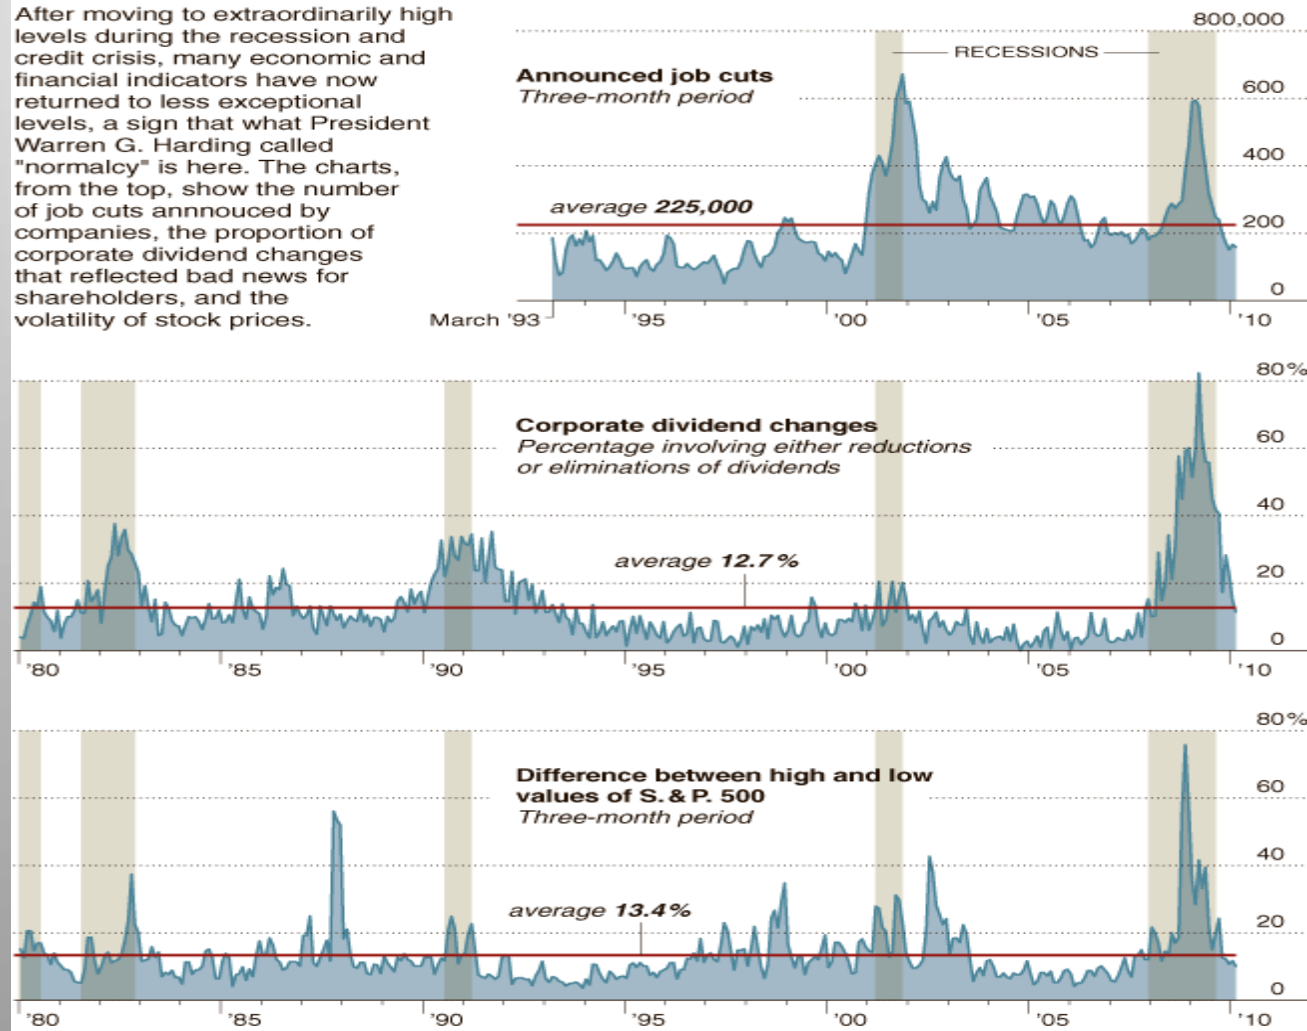 After moving to extraordinarily high
levels during the recession and
credit crisis, many economic and
financial indicators have now
returned to less exceptional
levels, a sign that what President
Warren G. Harding called
"normalcy" is here. The charts,
from the top, show the number
of job cuts annnouced by
companies, the proportion of
corporate dividend changes
that reflected bad news for
shareholders, and the
volatility of stock prices.
800,000
RECESSIONS
Announced job cuts
Three-month period
600
400
average 225,000
200
0
March '93
'95
'00
'05
'10
80%
Corporate dividend changes
Percentage involving either reductions
or eliminations of dividends
60
40
average 12.7%
20
0
'80
'85
'90
'95
'00
'05
'10
80%
Difference between high and low
values of S.&P. 500
Three-month period
60
40
average 13.4%
20
0
'80
'85
'90
'95
'00
'05
'10